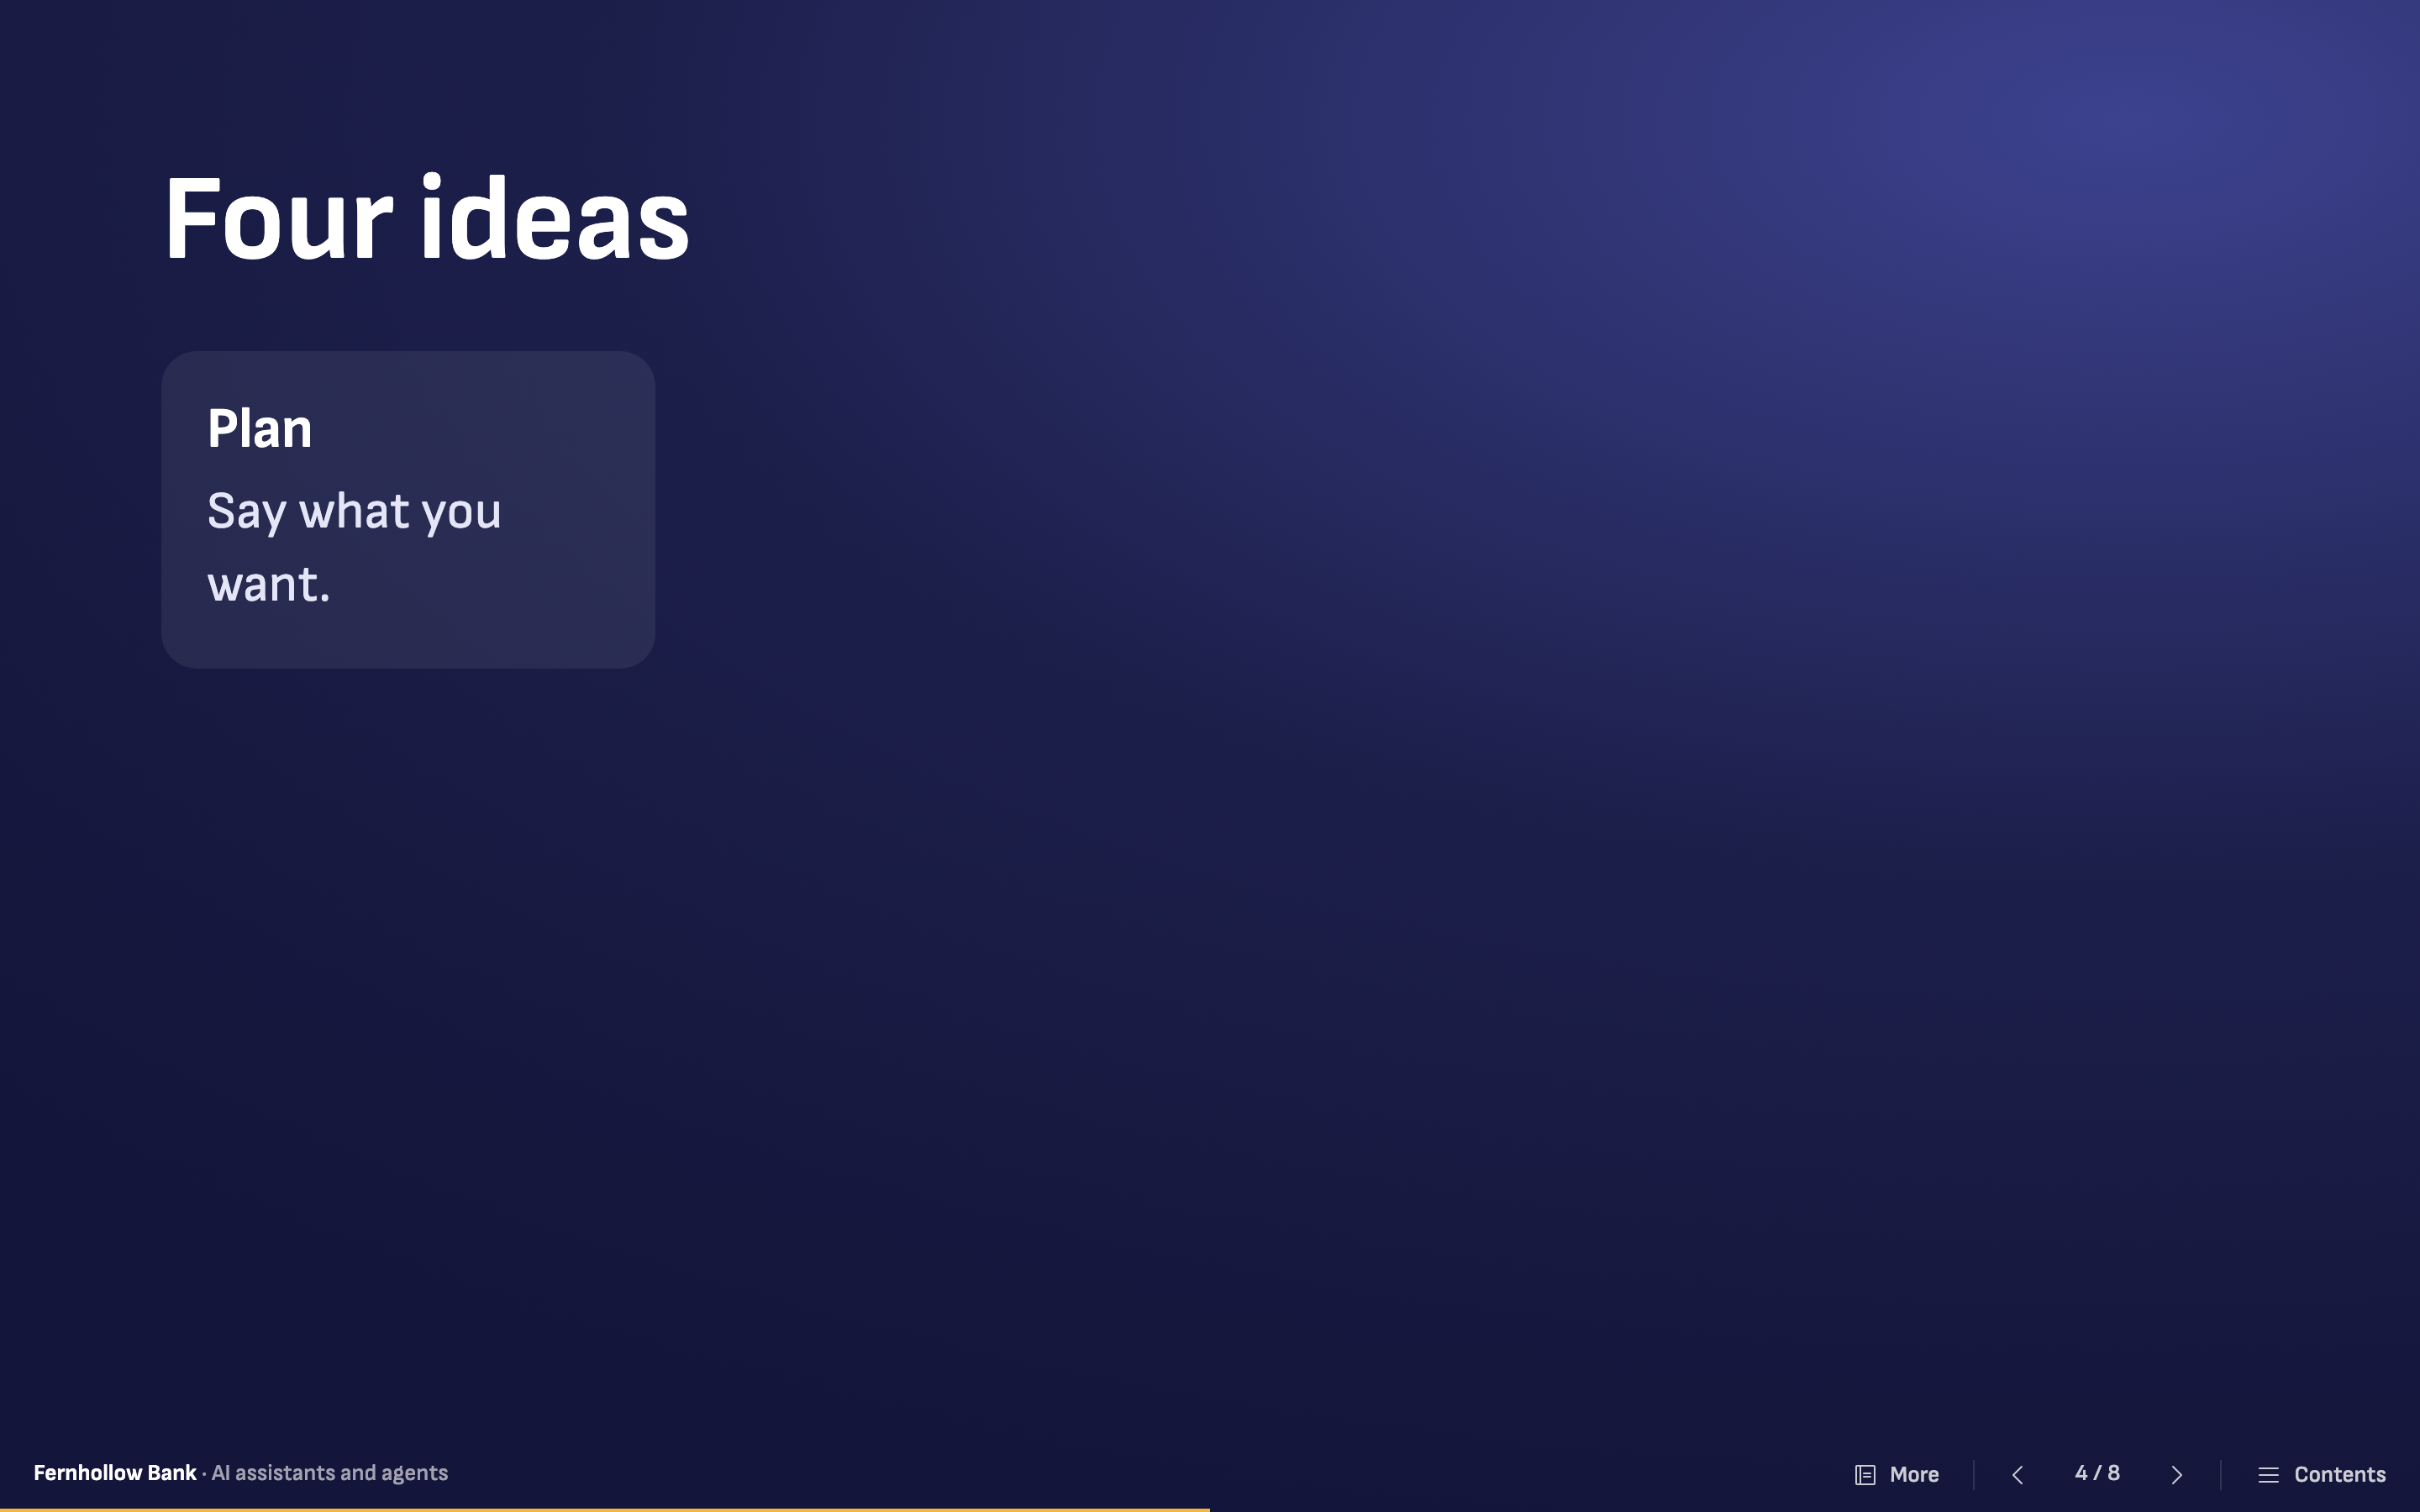 Four ideas
Plan
Say what you
want.
Fernhollow Bank · AI assistants and agents
More
4 / 8
Contents